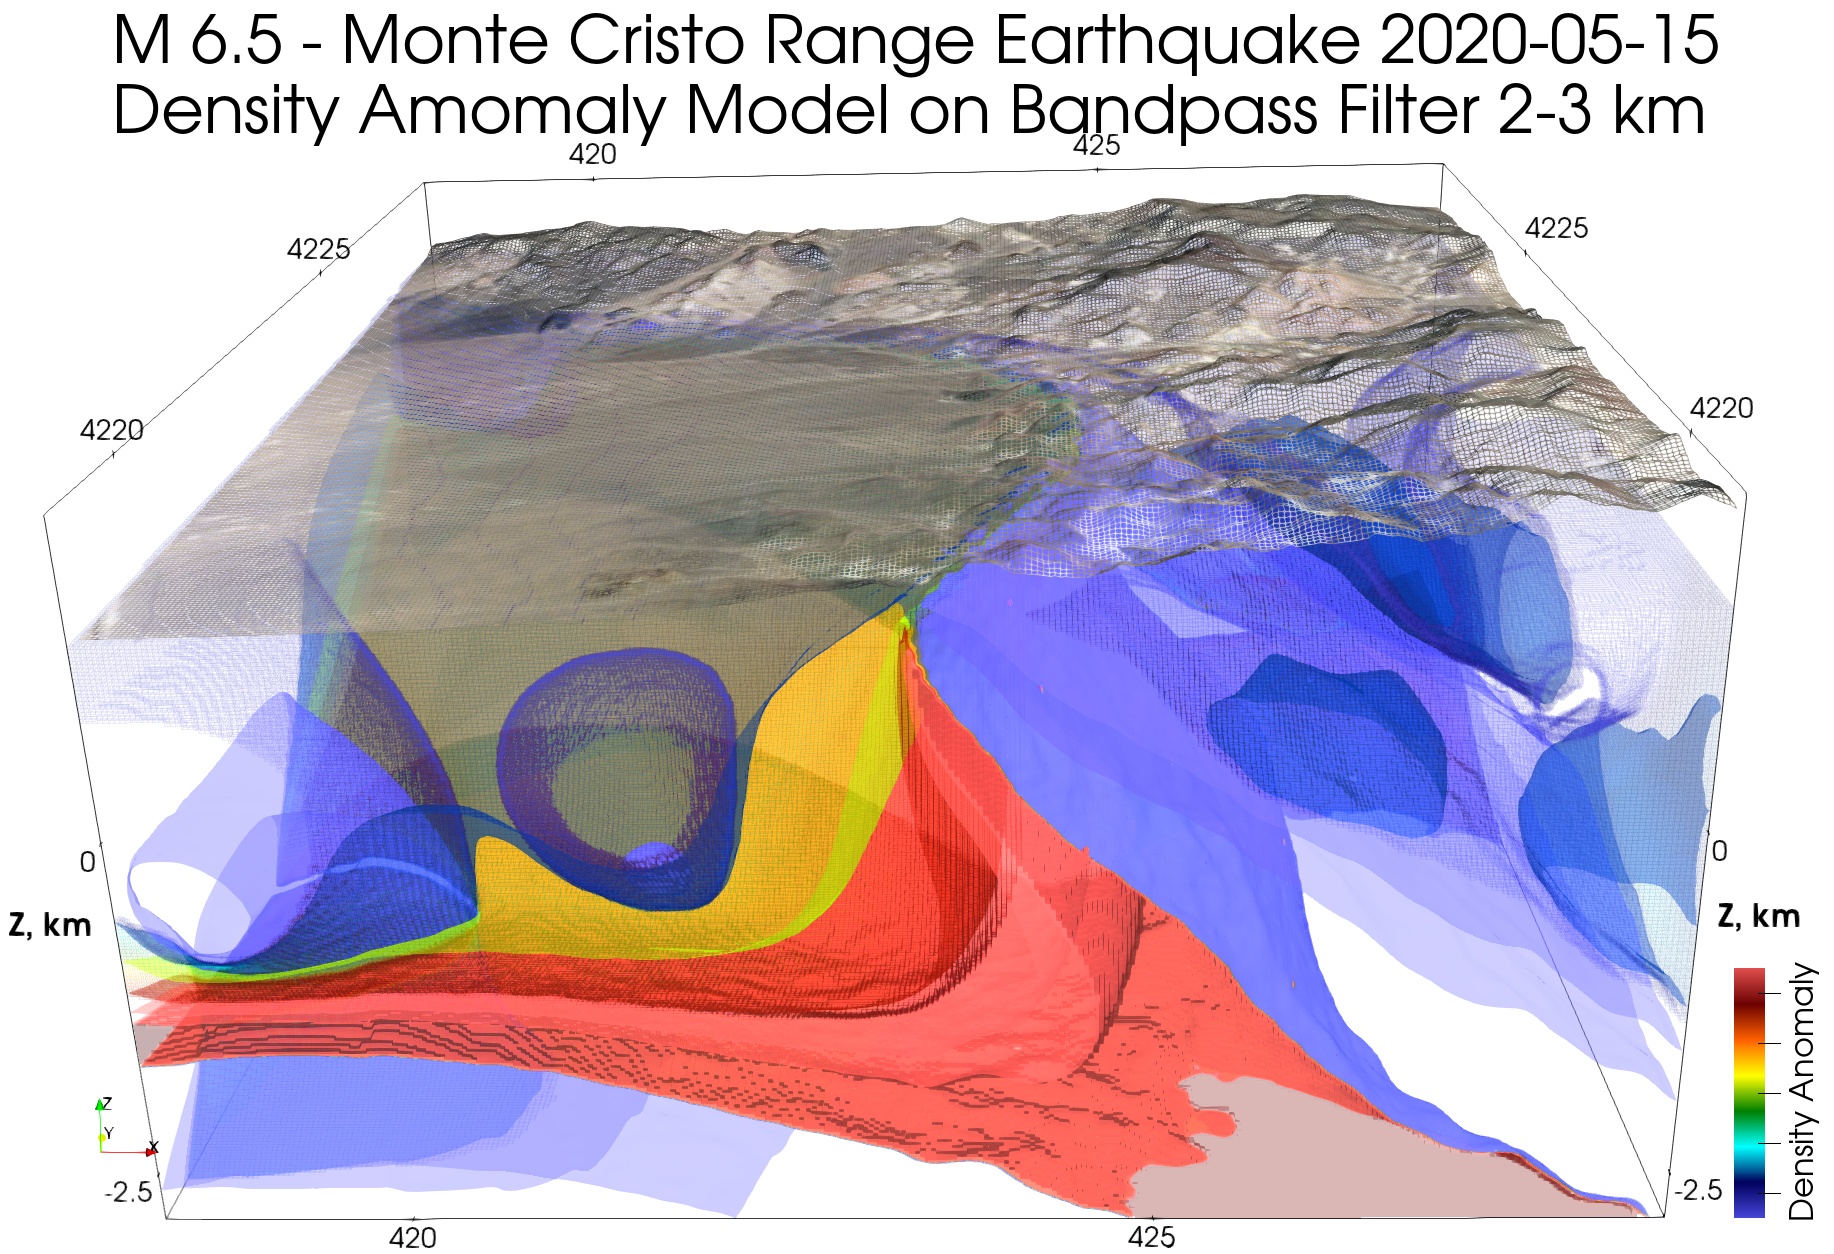 M 6.5 - Monte Cristo Range Earthquake 2020-05-15
Density Amomaly Model on Bandpass Filter 2-3 km
420
425
4225
4225
4220
4220
0
0
Z, km
Z, km
Density Anomaly
Z
Y
X
-2.5
-2.5
420
425